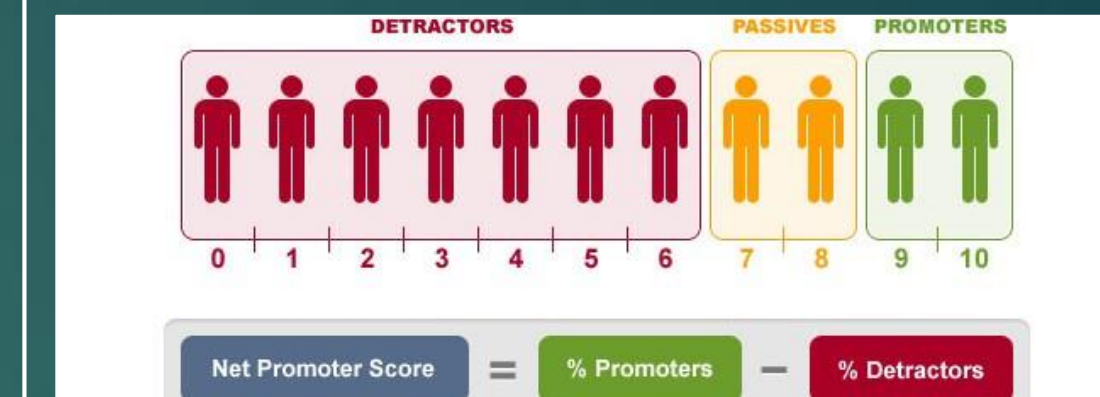 DETRACTORS PASSIVES PROMOTERS
0 1 2 3 4 5 6 7 8 9 10
Net Promoter Score = % Promoters − % Detractors